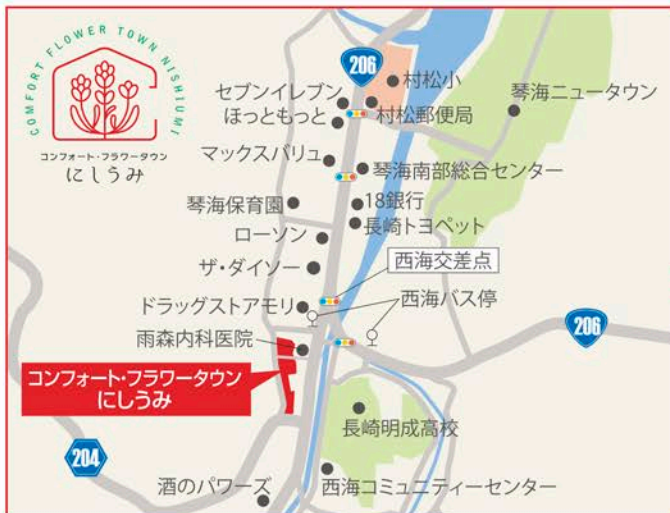 COMFORT FLOWER TOWN NISHIUMI
コンフォート・フラワータウン
にしうみ
206
村松小
セブンイレブン
ほっともっと
村松郵便局
琴海ニュータウン
マックスバリュ
琴海南部総合センター
琴海保育園
18銀行
長崎トヨペット
ローソン
ザ・ダイソー
西海交差点
ドラッグストアモリ
西海バス停
206
雨森内科医院
コンフォート・フラワータウン
にしうみ
長崎明成高校
204
酒のパワーズ
西海コミュニティーセンター